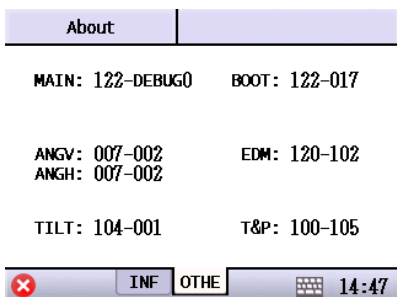 About
MAIN: 122-DEBUG0 BOOT: 122-017
ANGV: 007-002 EDM: 120-102
ANGH: 007-002
TILT: 104-001 T&P: 100-105
INF OTHE 14:47